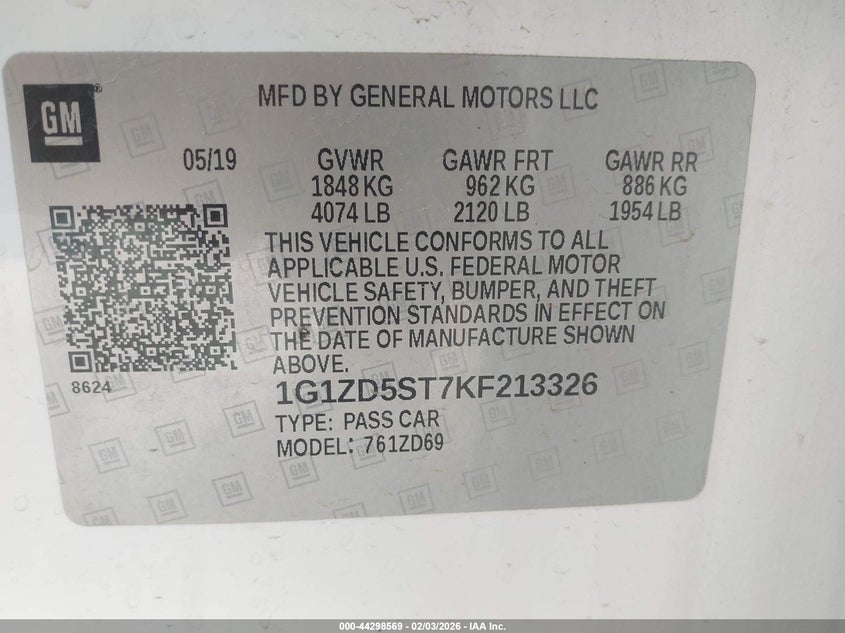 GM®
MFD BY GENERAL MOTORS LLC
05/19 GVWR GAWR FRT GAWR RR
1848 KG 962 KG 886 KG
4074 LB 2120 LB 1954 LB
THIS VEHICLE CONFORMS TO ALL
APPLICABLE U.S. FEDERAL MOTOR
VEHICLE SAFETY, BUMPER, AND THEFT
PREVENTION STANDARDS IN EFFECT ON
THE DATE OF MANUFACTURE SHOWN
ABOVE.
8624
1G1ZD5ST7KF213326
TYPE: PASS CAR
MODEL: 761ZD69
000-44298569 - 02/03/2026 - IAA Inc.